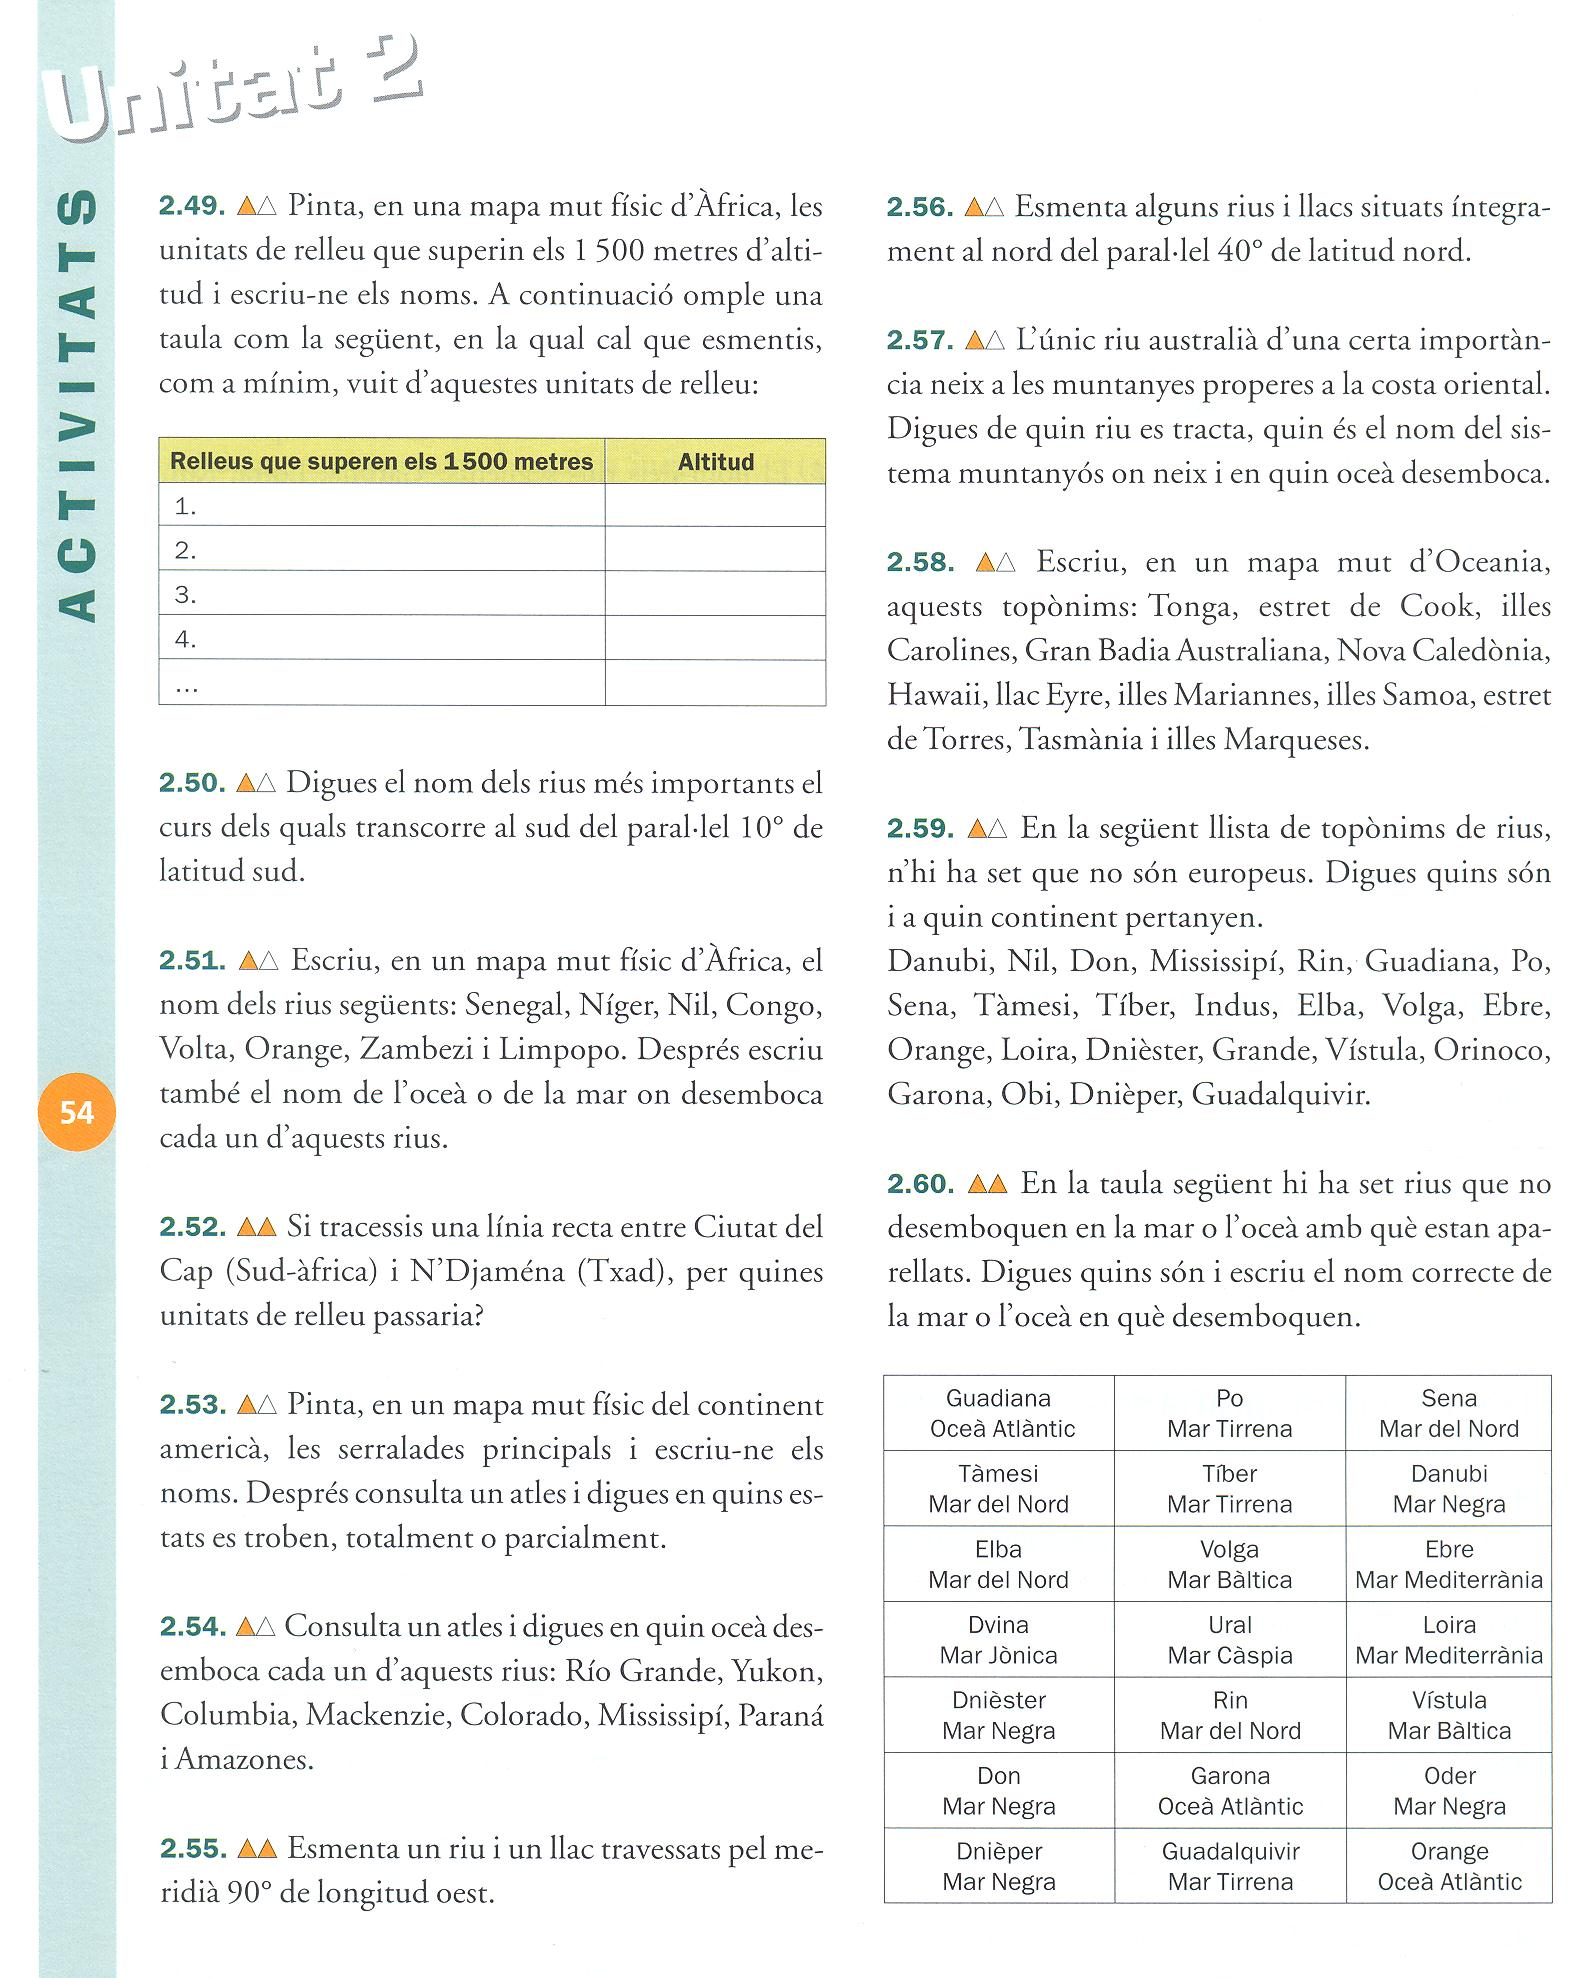 Unitat 2
ACTIVITATS
54
2.49. Pinta, en una mapa mut físic d’Àfrica, les
unitats de relleu que superin els 1 500 metres d’alti-
tud i escriu-ne els noms. A continuació omple una
taula com la següent, en la qual cal que esmentis,
com a mínim, vuit d’aquestes unitats de relleu:
Relleus que superen els 1500 metres Altitud
1.
2.
3.
4.
...
2.50. Digues el nom dels rius més importants el
curs dels quals transcorre al sud del paral·lel 10° de
latitud sud.
2.51. Escriu, en un mapa mut físic d’Àfrica, el
nom dels rius següents: Senegal, Níger, Nil, Congo,
Volta, Orange, Zambezi i Limpopo. Després escriu
també el nom de l’oceà o de la mar on desemboca
cada un d’aquests rius.
2.52. Si tracessis una línia recta entre Ciutat del
Cap (Sud-àfrica) i N’Djaména (Txad), per quines
unitats de relleu passaria?
2.53. Pinta, en un mapa mut físic del continent
americà, les serralades principals i escriu-ne els
noms. Després consulta un atles i digues en quins es-
tats es troben, totalment o parcialment.
2.54. Consulta un atles i digues en quin oceà des-
emboca cada un d’aquests rius: Río Grande, Yukon,
Columbia, Mackenzie, Colorado, Mississipí, Paraná
i Amazones.
2.55. Esmenta un riu i un llac travessats pel me-
ridià 90° de longitud oest.
2.56. Esmenta alguns rius i llacs situats íntegra-
ment al nord del paral·lel 40° de latitud nord.
2.57. L’únic riu australià d’una certa importàn-
cia neix a les muntanyes properes a la costa oriental.
Digues de quin riu es tracta, quin és el nom del sis-
tema muntanyós on neix i en quin oceà desemboca.
2.58. Escriu, en un mapa mut d’Oceania,
aquests topònims: Tonga, estret de Cook, illes
Carolines, Gran Badia Australiana, Nova Caledònia,
Hawaii, llac Eyre, illes Mariannes, illes Samoa, estret
de Torres, Tasmània i illes Marqueses.
2.59. En la següent llista de topònims de rius,
n’hi ha set que no són europeus. Digues quins són
i a quin continent pertanyen.
Danubi, Nil, Don, Mississipí, Rin, Guadiana, Po,
Sena, Tàmesi, Tíber, Indus, Elba, Volga, Ebre,
Orange, Loira, Dnièster, Grande, Vístula, Orinoco,
Garona, Obi, Dnièper, Guadalquivir.
2.60. En la taula següent hi ha set rius que no
desemboquen en la mar o l’oceà amb què estan apa-
rellats. Digues quins són i escriu el nom correcte de
la mar o l’oceà en què desemboquen.
Guadiana Po Sena
Oceà Atlàntic Mar Tirrena Mar del Nord
Tàmesi Tíber Danubi
Mar del Nord Mar Tirrena Mar Negra
Elba Volga Ebre
Mar del Nord Mar Bàltica Mar Mediterrània
Dvina Ural Loira
Mar Jònica Mar Càspia Mar Mediterrània
Dnièster Rin Vístula
Mar Negra Mar del Nord Mar Bàltica
Don Garona Oder
Mar Negra Oceà Atlàntic Mar Negra
Dnièper Guadalquivir Orange
Mar Negra Mar Tirrena Oceà Atlàntic